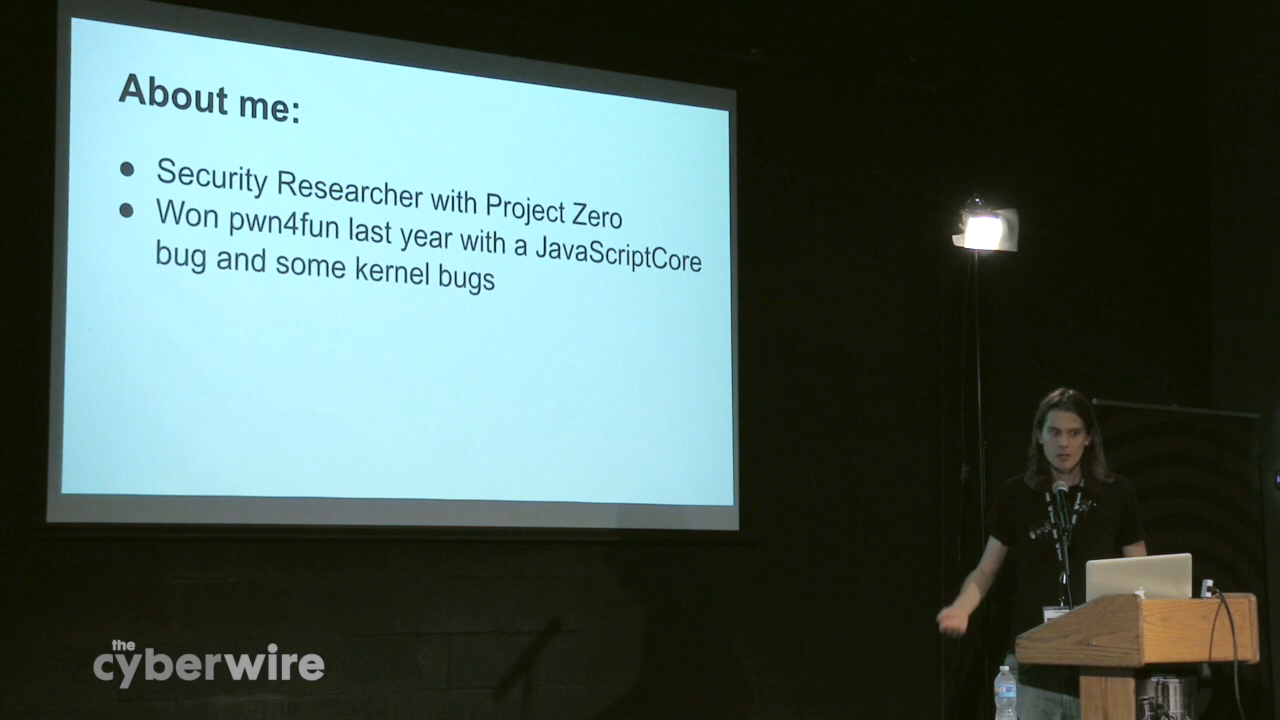 About me:
● Security Researcher with Project Zero
● Won pwn4fun last year with a JavaScriptCore
bug and some kernel bugs
the
cyberwire